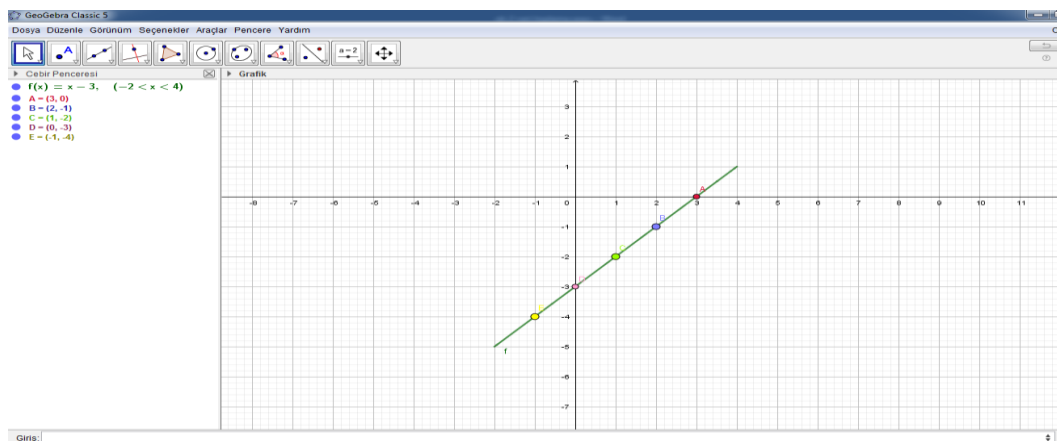 GeoGebra Classic 5
Dosya Düzenle Görünüm Seçenekler Araçlar Pencere Yardım
A a=2
Cebir Penceresi
Grafik
f(x) = x − 3, (−2 < x < 4)
A = (3, 0)
B = (2, -1)
C = (1, -2)
D = (0, -3)
E = (-1, -4)
3
2
1
-8 -7 -6 -5 -4 -3 -2 -1 0 1 2 3 4 5 6 7 8 9 10 11
-1
-2
-3
-4
-5
-6
-7
A
B
C
D
E
f
Giriş: